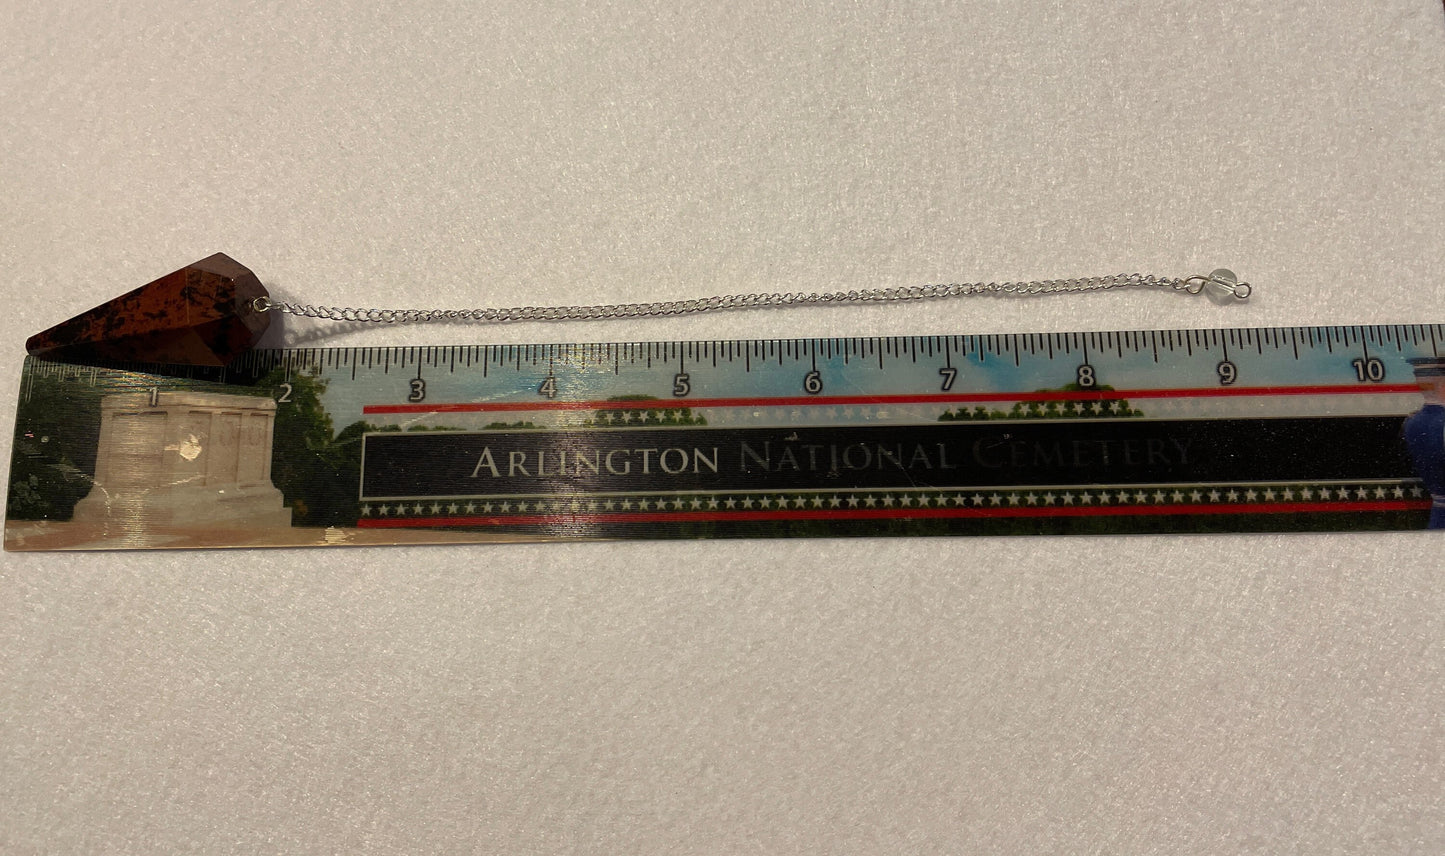 1 2 3 4 5 6 7 8 9 10
ARLINGTON NATIONAL CEMETERY